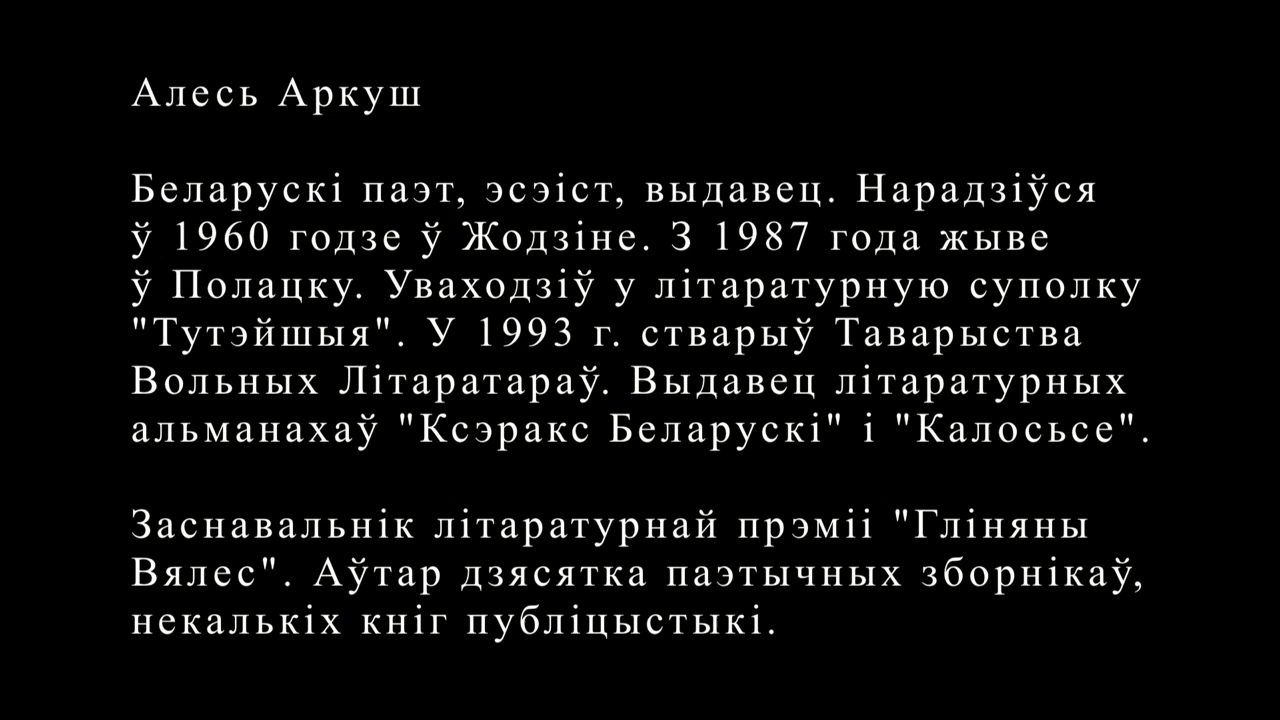 Алесь Аркуш
Беларускі паэт, эсэіст, выдавец. Нарадзіўся
ў 1960 годзе ў Жодзіне. З 1987 года жыве
ў Полацку. Уваходзіў у літаратурную суполку
"Тутэйшыя". У 1993 г. стварыў Таварыства
Вольных Літаратараў. Выдавец літаратурных
альманахаў "Ксэракс Беларускі" і "Калосьсе".
Заснавальнік літаратурнай прэміі "Гліняны
Вялес". Аўтар дзясятка паэтычных зборнікаў,
некалькіх кніг публіцыстыкі.